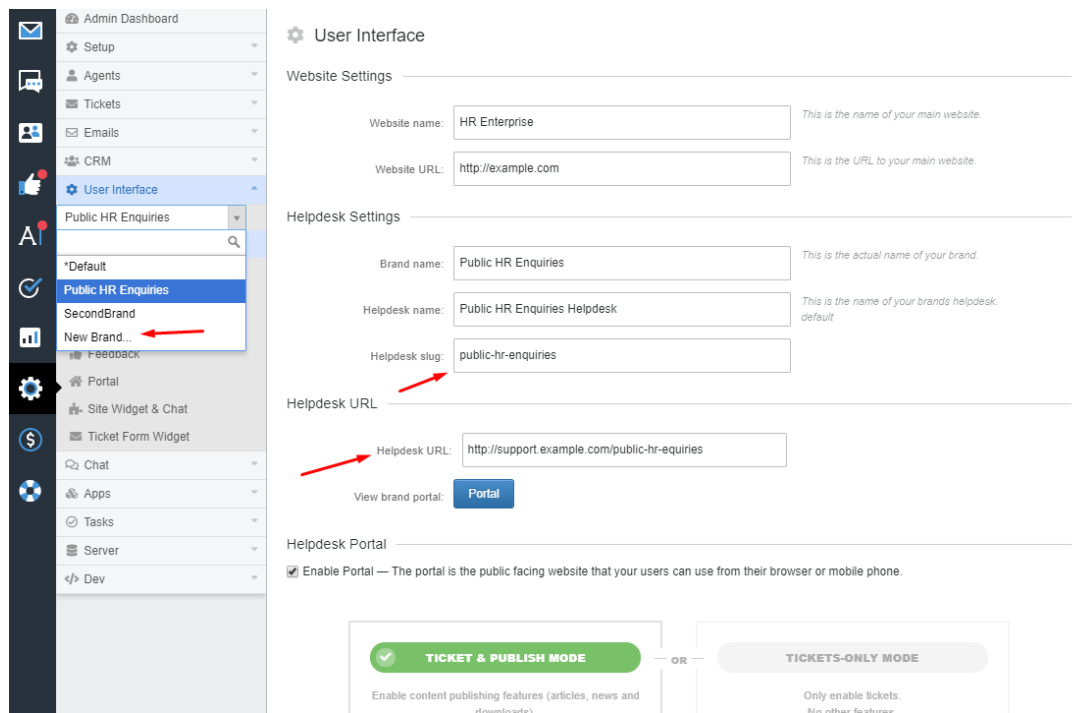 Admin Dashboard
Setup
Agents
Tickets
Emails
CRM
User Interface
Public HR Enquiries
*Default
Public HR Enquiries
SecondBrand
New Brand...
Feedback
Portal
Site Widget & Chat
Ticket Form Widget
Chat
Apps
Tasks
Server
</> Dev
User Interface
Website Settings
Website name: HR Enterprise This is the name of your main website.
Website URL: http://example.com This is the URL to your main website.
Helpdesk Settings
Brand name: Public HR Enquiries This is the actual name of your brand.
Helpdesk name: Public HR Enquiries Helpdesk This is the name of your brands helpdesk.
default
Helpdesk slug: public-hr-enquiries
Helpdesk URL
Helpdesk URL: http://support.example.com/public-hr-equiries
View brand portal: Portal
Helpdesk Portal
Enable Portal — The portal is the public facing website that your users can use from their browser or mobile phone.
TICKET & PUBLISH MODE
Enable content publishing features (articles, news and
downloads)
OR
TICKETS-ONLY MODE
Only enable tickets.
No other features